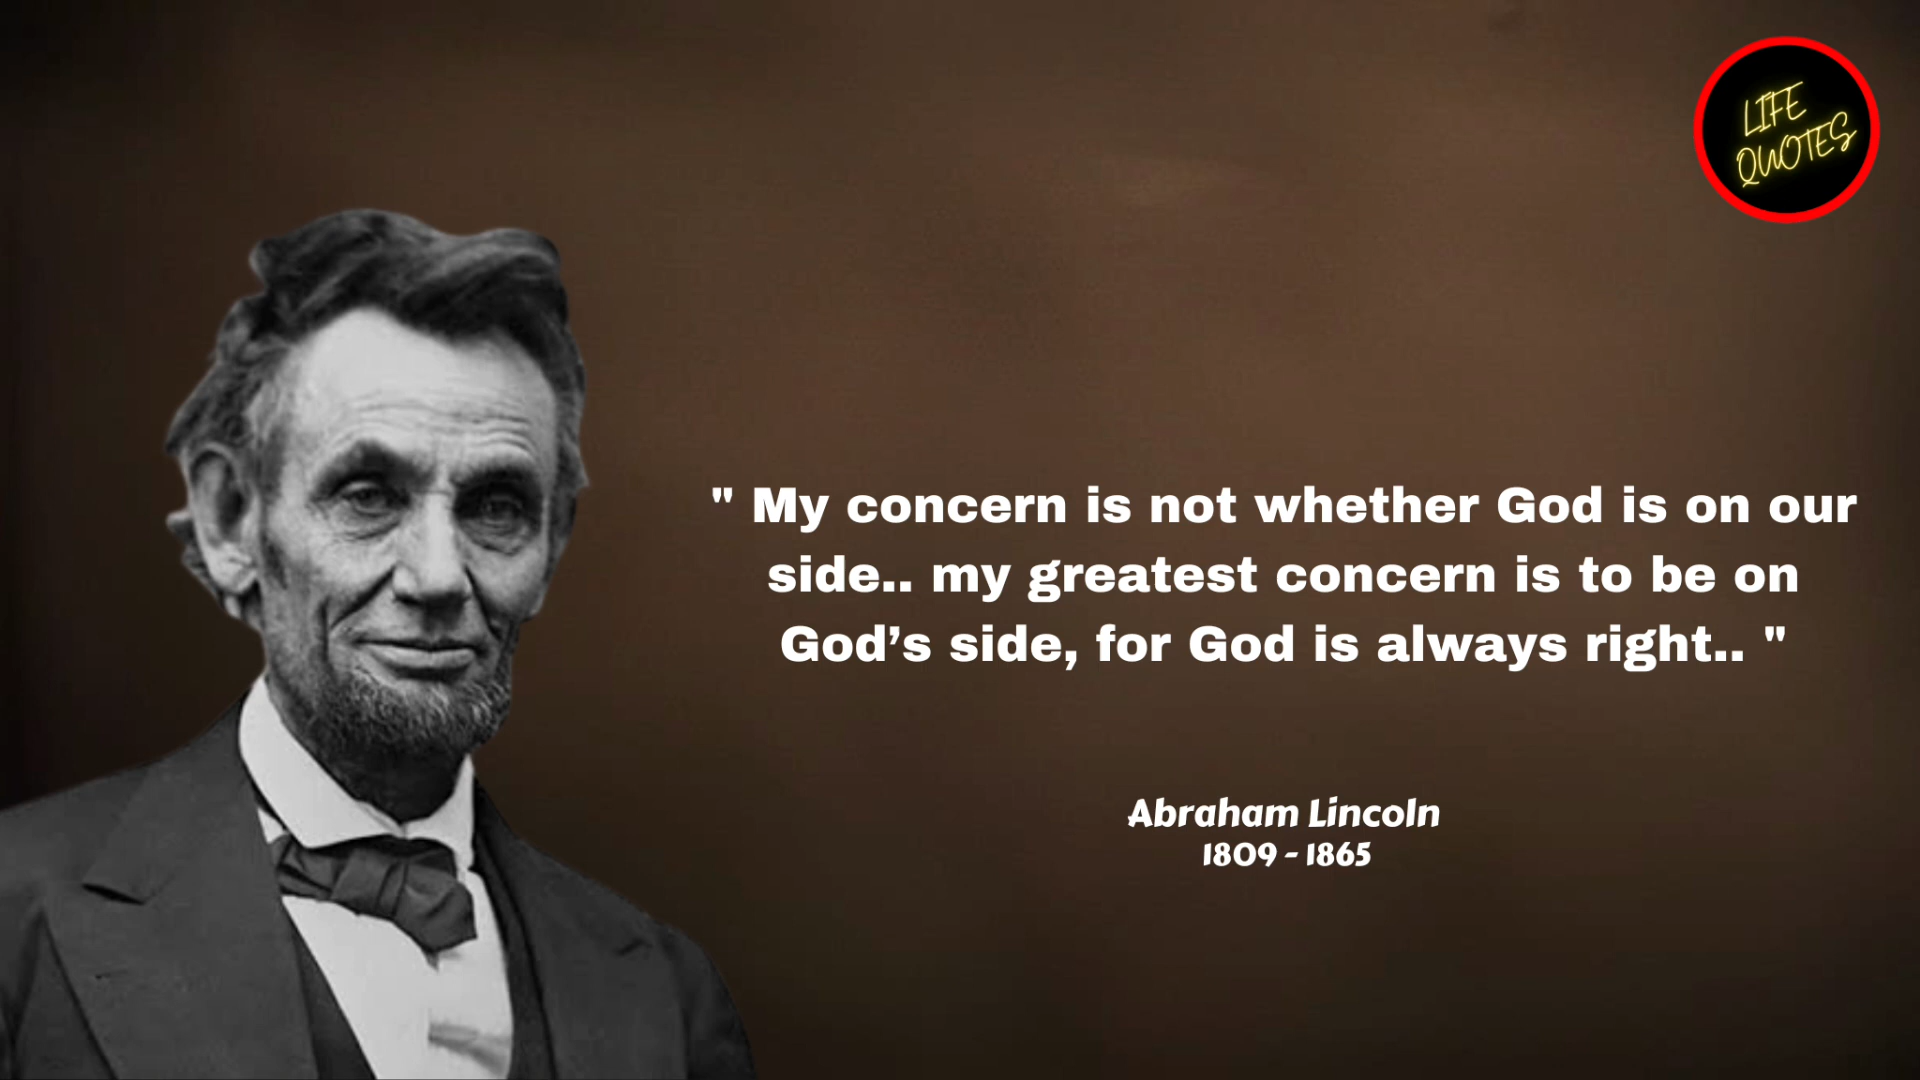 LIFE
QUOTES
" My concern is not whether God is on our
side.. my greatest concern is to be on
God’s side, for God is always right.. "
Abraham Lincoln
1809 - 1865